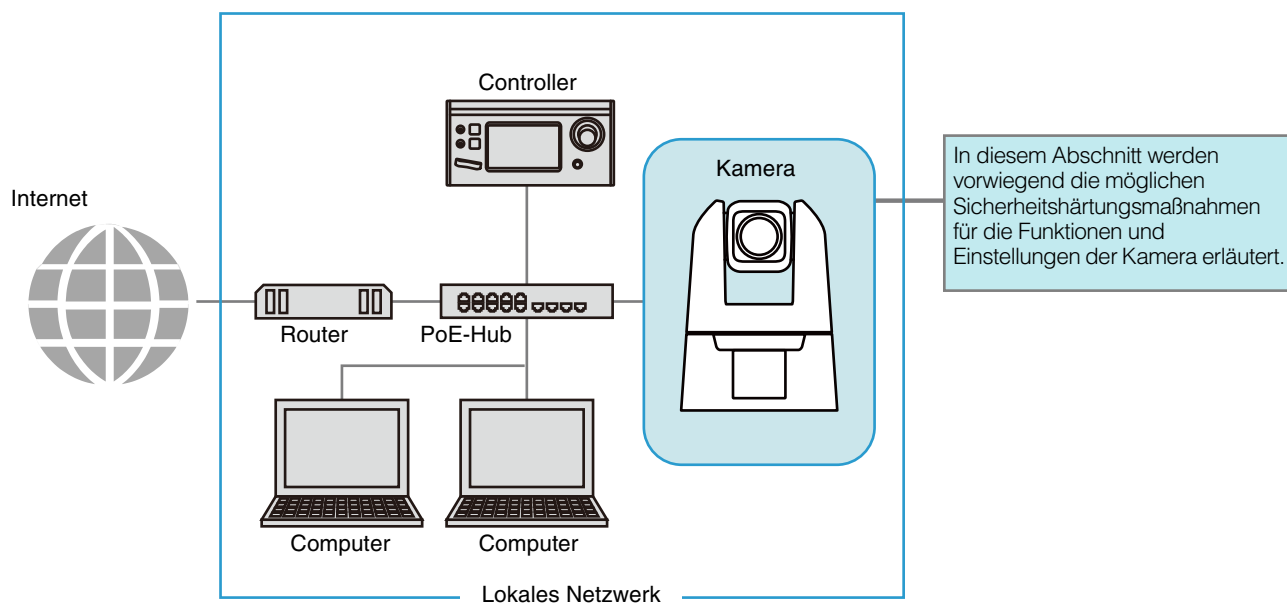 Controller
Kamera
In diesem Abschnitt werden
vorwiegend die möglichen
Sicherheitshärtungsmaßnahmen
für die Funktionen und
Einstellungen der Kamera erläutert.
Internet
Router
PoE-Hub
Computer
Computer
Lokales Netzwerk